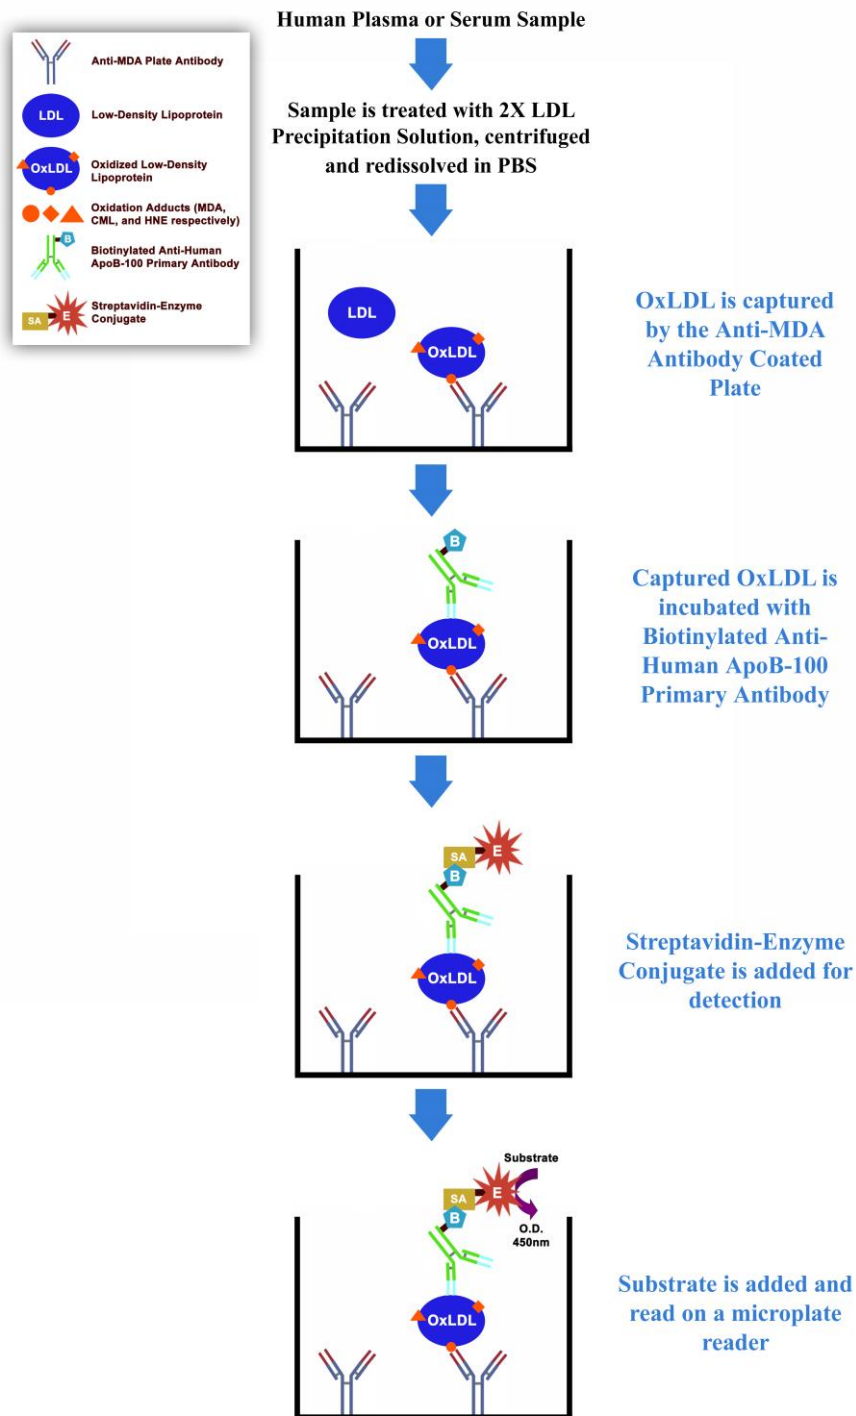 Human Plasma or Serum Sample
Anti-MDA Plate Antibody
LDL
Low-Density Lipoprotein
OxLDL
Oxidized Low-Density
Lipoprotein
Oxidation Adducts (MDA,
CML, and HNE respectively)
B
Biotinylated Anti-Human
ApoB-100 Primary Antibody
SA
E
Streptavidin-Enzyme
Conjugate
Sample is treated with 2X LDL
Precipitation Solution, centrifuged
and redissolved in PBS
LDL
OxLDL
OxLDL is captured
by the Anti-MDA
Antibody Coated
Plate
B
OxLDL
Captured OxLDL is
incubated with
Biotinylated Anti-
Human ApoB-100
Primary Antibody
SA
E
B
OxLDL
Streptavidin-Enzyme
Conjugate is added for
detection
Substrate
SA
E
B
O.D.
450nm
OxLDL
Substrate is added and
read on a microplate
reader